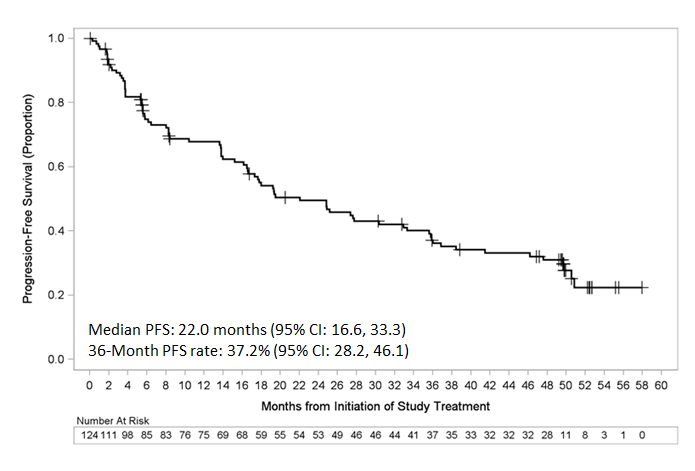 1.0
0.8
0.6
0.4
0.2
0.0
Progression-Free Survival (Proportion)
Median PFS: 22.0 months (95% CI: 16.6, 33.3)
36-Month PFS rate: 37.2% (95% CI: 28.2, 46.1)
0 2 4 6 8 10 12 14 16 18 20 22 24 26 28 30 32 34 36 38 40 42 44 46 48 50 52 54 56 58 60
Months from Initiation of Study Treatment
Number At Risk
124 111 98 85 83 76 75 69 68 59 55 54 53 49 46 46 44 41 37 35 33 32 32 32 28 11 8 3 1 0